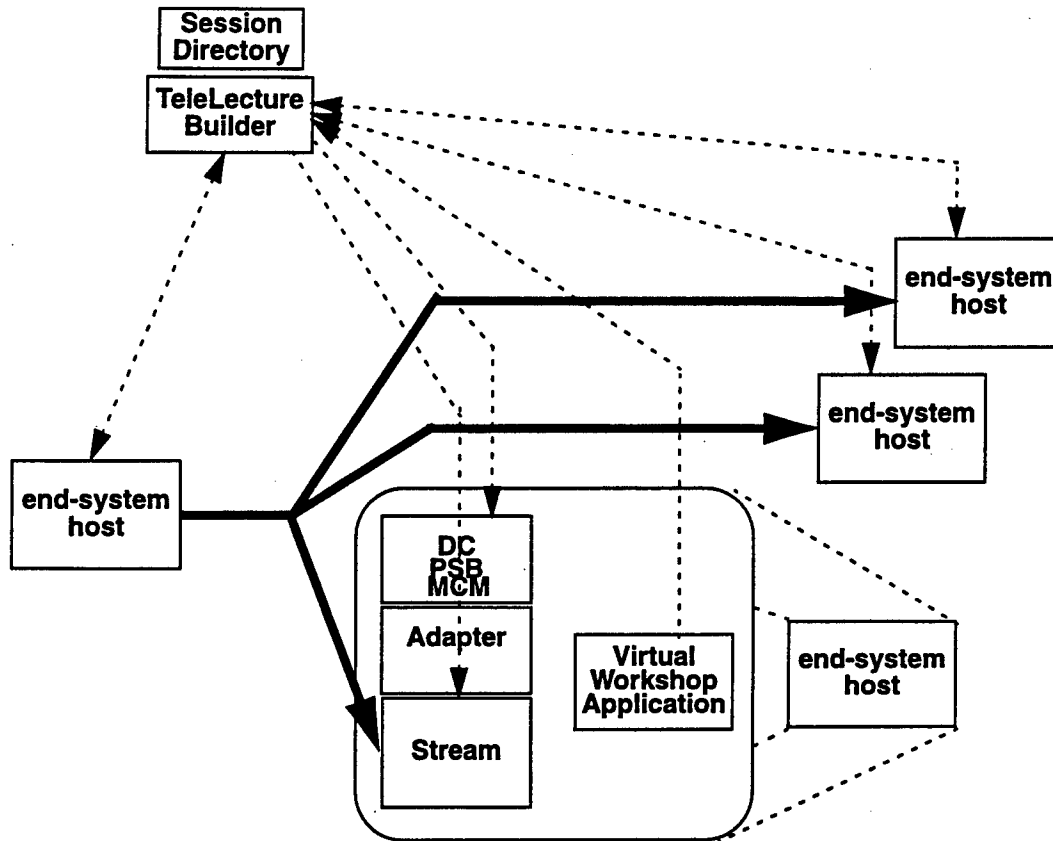 Session
Directory
TeleLecture
Builder
end-system
host
end-system
host
end-system
host
DC
PSB
MCM
Adapter
Stream
Virtual
Workshop
Application
end-system
host